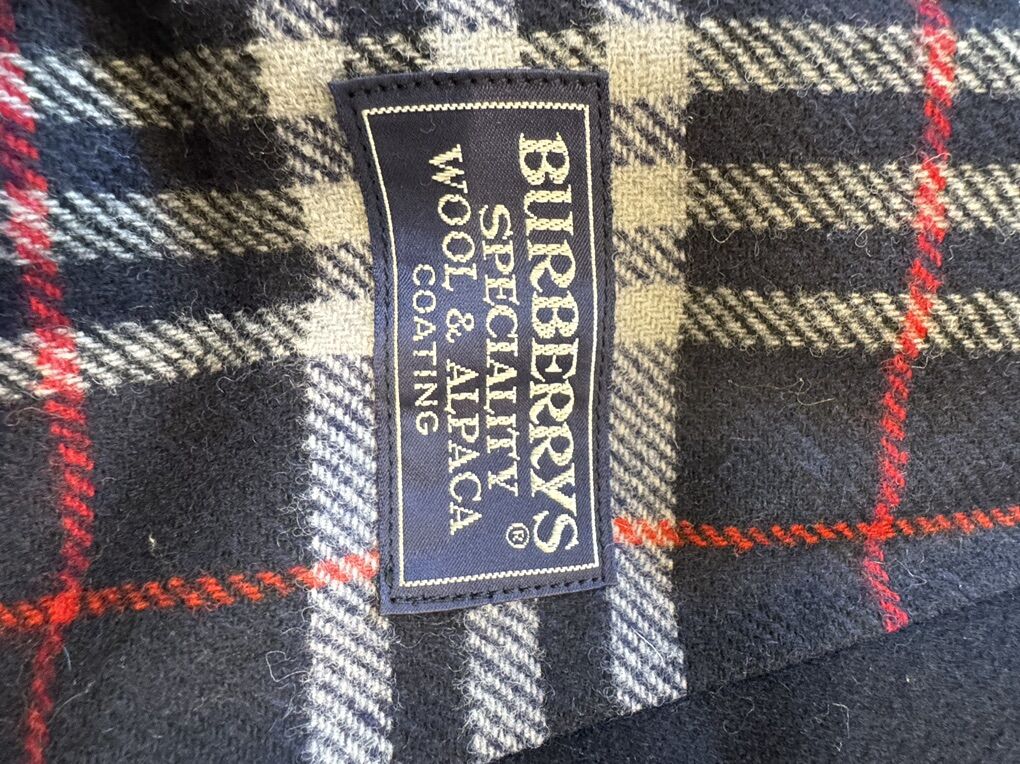 BURBERRYS®
SPECIALITY
WOOL & ALPACA
COATING